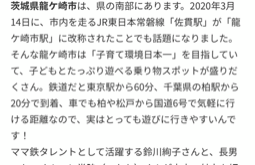 茨城県龍ケ崎市は、県の南部にあります。2020年3月
14日に、市内を走るJR東日本常磐線「佐貫駅」が「龍
ケ崎市駅」に改称されたことでも話題になりました。
そんな龍ケ崎市は「子育て環境日本一」を目指してい
て、子どもとたっぷり遊べる乗り物スポットが盛りだ
くさん。鉄道だと東京駅から60分、千葉県の柏駅から
20分で到着、車でも柏や松戸から国道6号で気軽に行
ける距離なので、実はとっても遊びに行きやすいんで
す！
ママ鉄タレントとして活躍する鈴川絢子さんと、長男